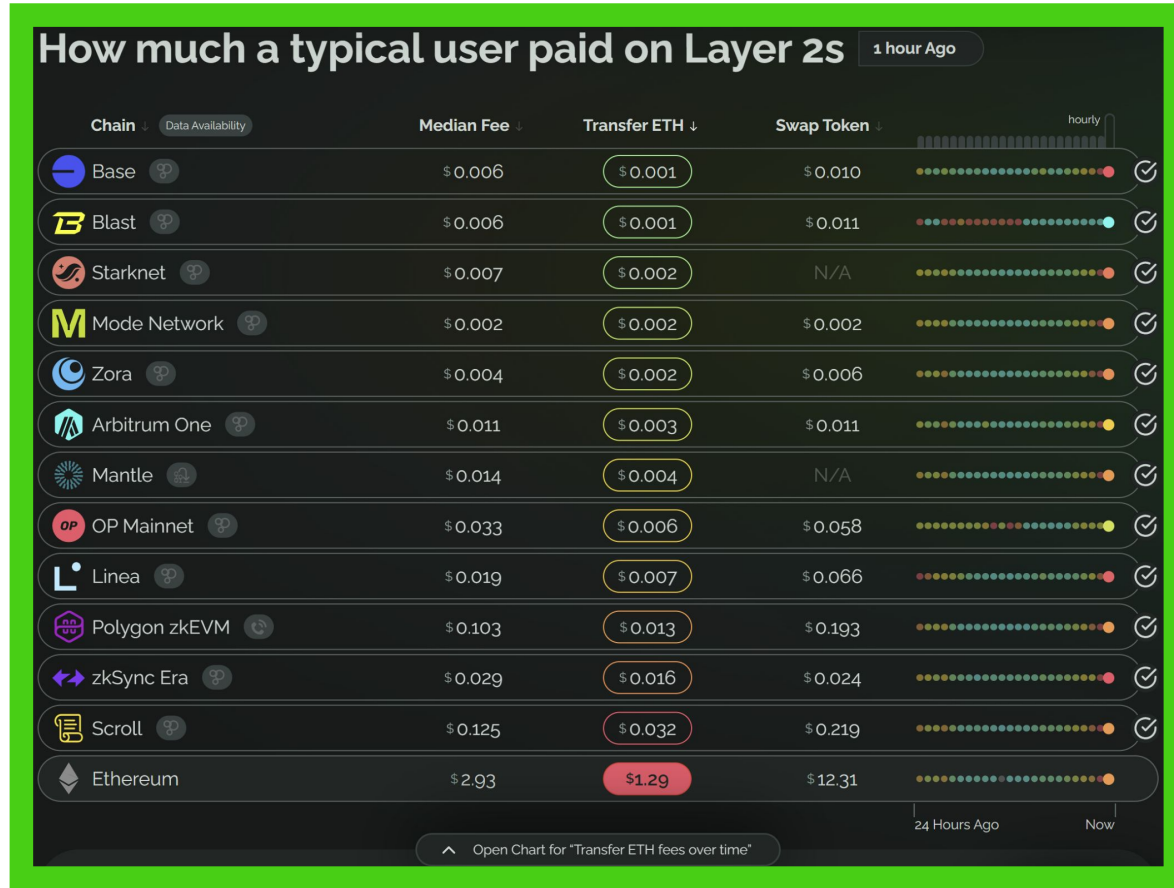 How much a typical user paid on Layer 2s 1 hour Ago
hourly
Chain ↓ Data Availability Median Fee ↓ Transfer ETH ↓ Swap Token ↓
Base $0.006 $0.001 $0.010
Blast $0.006 $0.001 $0.011
Starknet $0.007 $0.002 N/A
Mode Network $0.002 $0.002 $0.002
Zora $0.004 $0.002 $0.006
Arbitrum One $0.011 $0.003 $0.011
Mantle $0.014 $0.004 N/A
OP OP Mainnet $0.033 $0.006 $0.058
Linea $0.019 $0.007 $0.066
Polygon zkEVM $0.103 $0.013 $0.193
zkSync Era $0.029 $0.016 $0.024
Scroll $0.125 $0.032 $0.219
Ethereum $2.93 $1.29 $12.31
24 Hours Ago Now
Open Chart for “Transfer ETH fees over time”